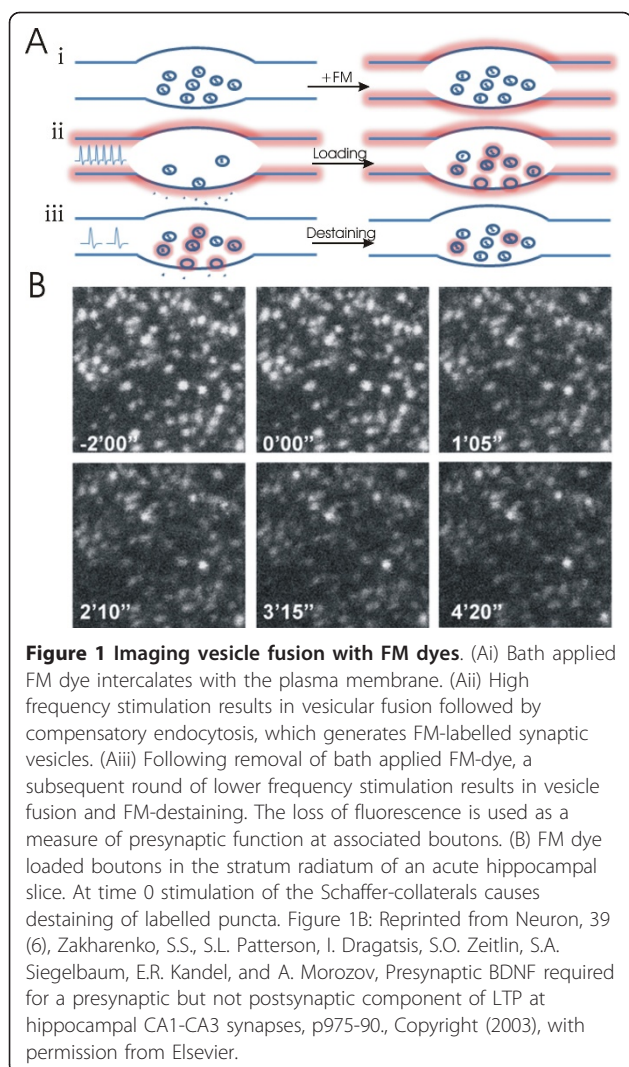 A
i
+FM
ii
Loading
iii
Destaining
B
-2'00"
0'00"
1'05"
2'10"
3'15"
4'20"
Figure 1 Imaging vesicle fusion with FM dyes. (Ai) Bath applied
FM dye intercalates with the plasma membrane. (Aii) High
frequency stimulation results in vesicular fusion followed by
compensatory endocytosis, which generates FM-labelled synaptic
vesicles. (Aiii) Following removal of bath applied FM-dye, a
subsequent round of lower frequency stimulation results in vesicle
fusion and FM-destaining. The loss of fluorescence is used as a
measure of presynaptic function at associated boutons. (B) FM dye
loaded boutons in the stratum radiatum of an acute hippocampal
slice. At time 0 stimulation of the Schaffer-collaterals causes
destaining of labelled puncta. Figure 1B: Reprinted from Neuron, 39
(6), Zakharenko, S.S., S.L. Patterson, I. Dragatsis, S.O. Zeitlin, S.A.
Siegelbaum, E.R. Kandel, and A. Morozov, Presynaptic BDNF required
for a presynaptic but not postsynaptic component of LTP at
hippocampal CA1-CA3 synapses, p975-90., Copyright (2003), with
permission from Elsevier.